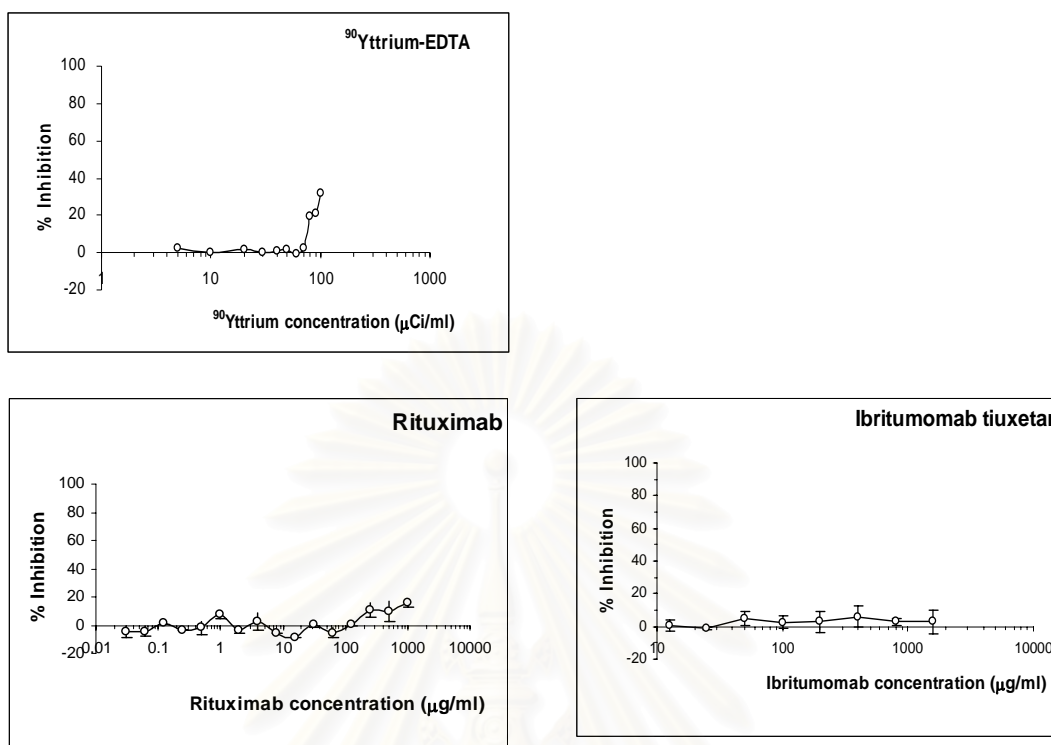 ⁹⁰Yttrium-EDTA
100
80
60
40
20
0
-20
% Inhibition
1 10 100 1000
⁹⁰Yttrium concentration (μCi/ml)
Rituximab
100
80
60
40
20
0
-20
% Inhibition
0.01 0.1 1 10 100 1000 10000
Rituximab concentration (μg/ml)
Ibritumomab tiuxetan
100
80
60
40
20
0
-20
% Inhibition
10 100 1000 10000
Ibritumomab concentration (μg/ml)